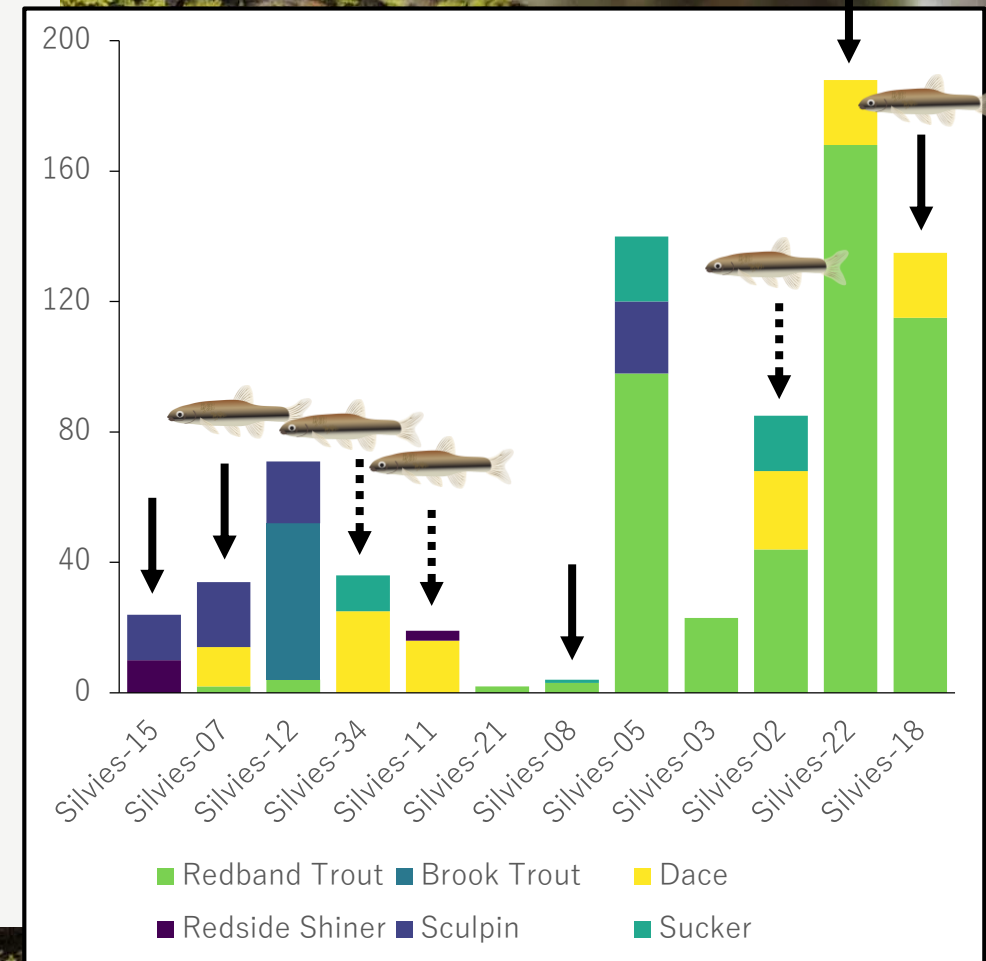 200
160
120
80
40
0
Silvies-15
Silvies-07
Silvies-12
Silvies-34
Silvies-11
Silvies-21
Silvies-08
Silvies-05
Silvies-03
Silvies-02
Silvies-22
Silvies-18
Redband Trout Brook Trout Dace
Redside Shiner Sculpin Sucker